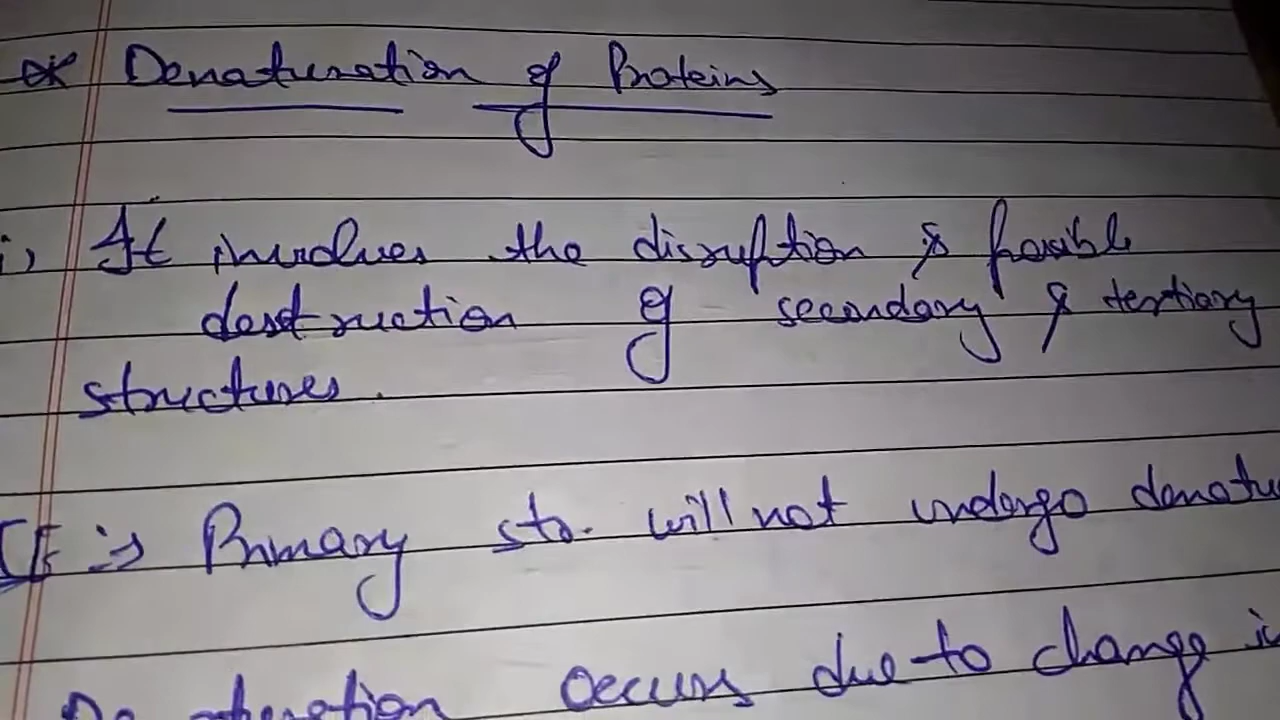 Denaturation of Proteins
i) It involves the disruption & possible
destruction of secondary & tertiary
structures.
Primary str. will not undergo denatu
Denaturation occurs due to change i